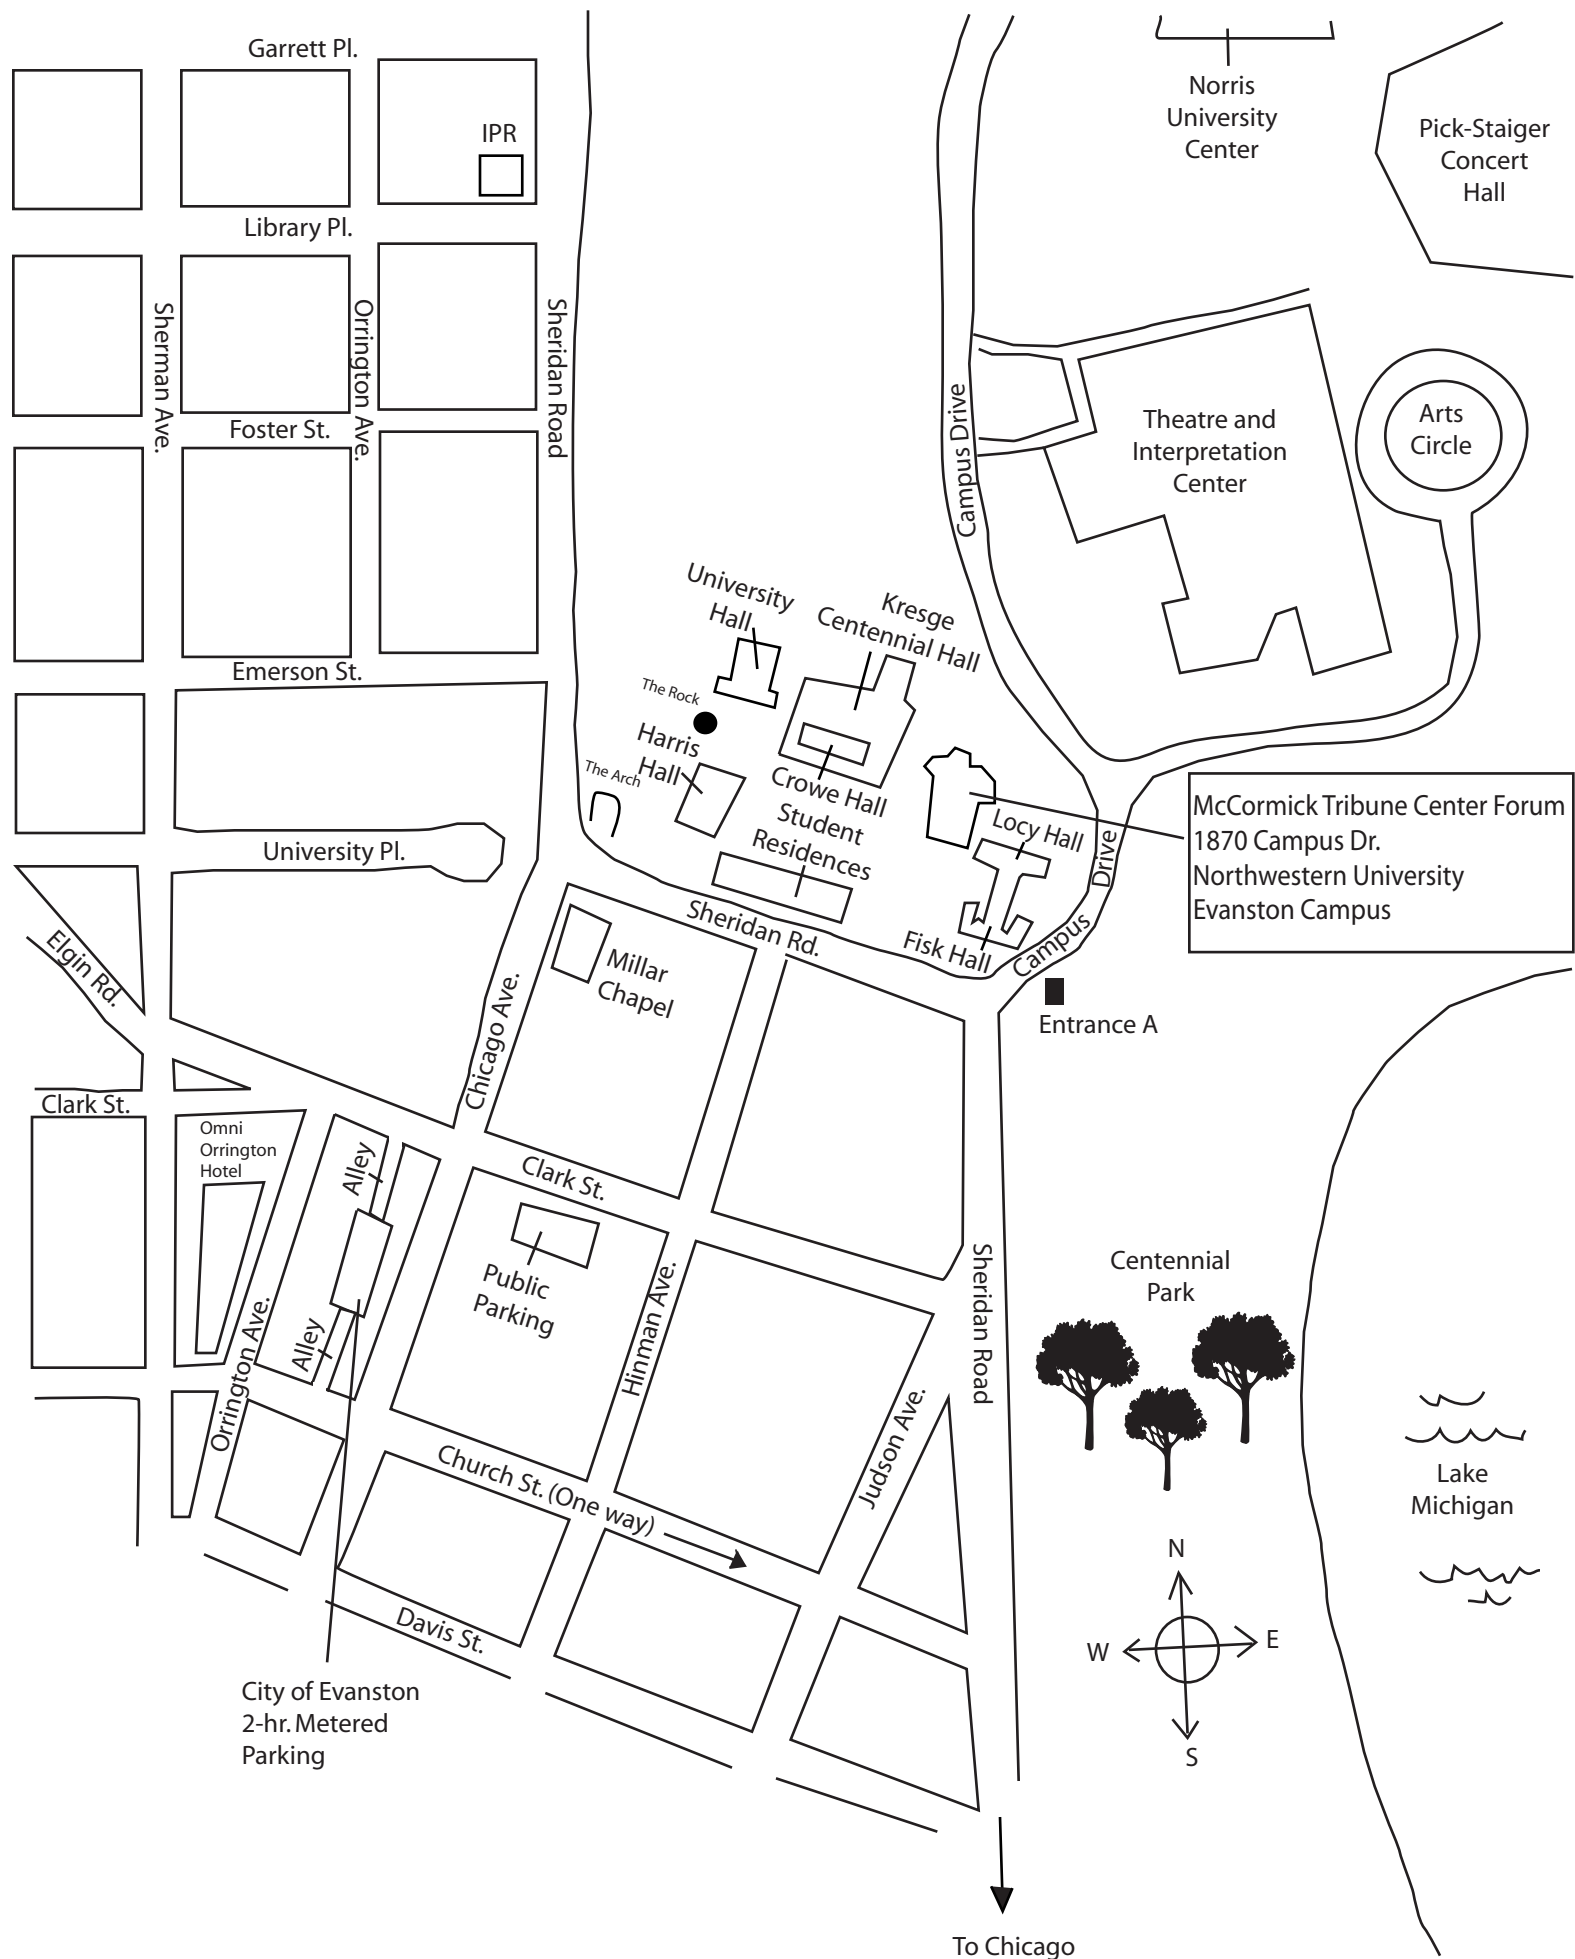 Garrett Pl.
IPR
Library Pl.
Sherman Ave.
Orrington Ave.
Sheridan Road
Foster St.
Emerson St.
University Pl.
Elgin Rd.
Clark St.
Norris
University
Center
Pick-Staiger
Concert
Hall
Campus Drive
Theatre and
Interpretation
Center
Arts
Circle
University
Hall
Kresge
Centennial Hall
The Rock
Harris
Hall
The Arch
Crowe Hall
Student
Residences
Locy Hall
Fisk Hall
Campus
Drive
McCormick Tribune Center Forum
1870 Campus Dr.
Northwestern University
Evanston Campus
Sheridan Rd.
Entrance A
Millar
Chapel
Chicago Ave.
Omni
Orrington
Hotel
Alley
Alley
Orrington Ave.
Clark St.
Public
Parking
Hinman Ave.
Sheridan Road
Judson Ave.
Centennial
Park
Lake
Michigan
Church St. (One way)
Davis St.
City of Evanston
2-hr. Metered
Parking
N
W
E
S
To Chicago